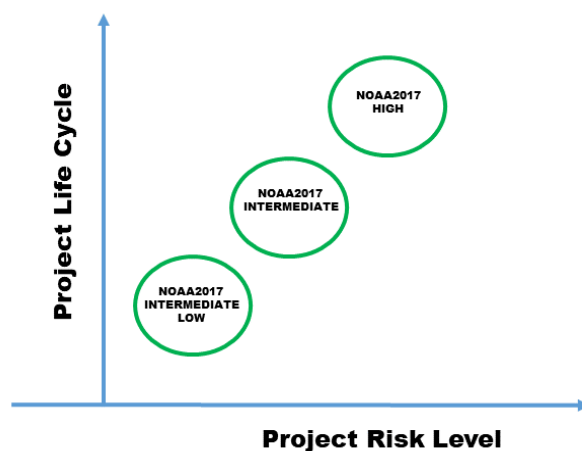 Project Life Cycle
NOAA2017
HIGH
NOAA2017
INTERMEDIATE
NOAA2017
INTERMEDIATE
LOW
Project Risk Level